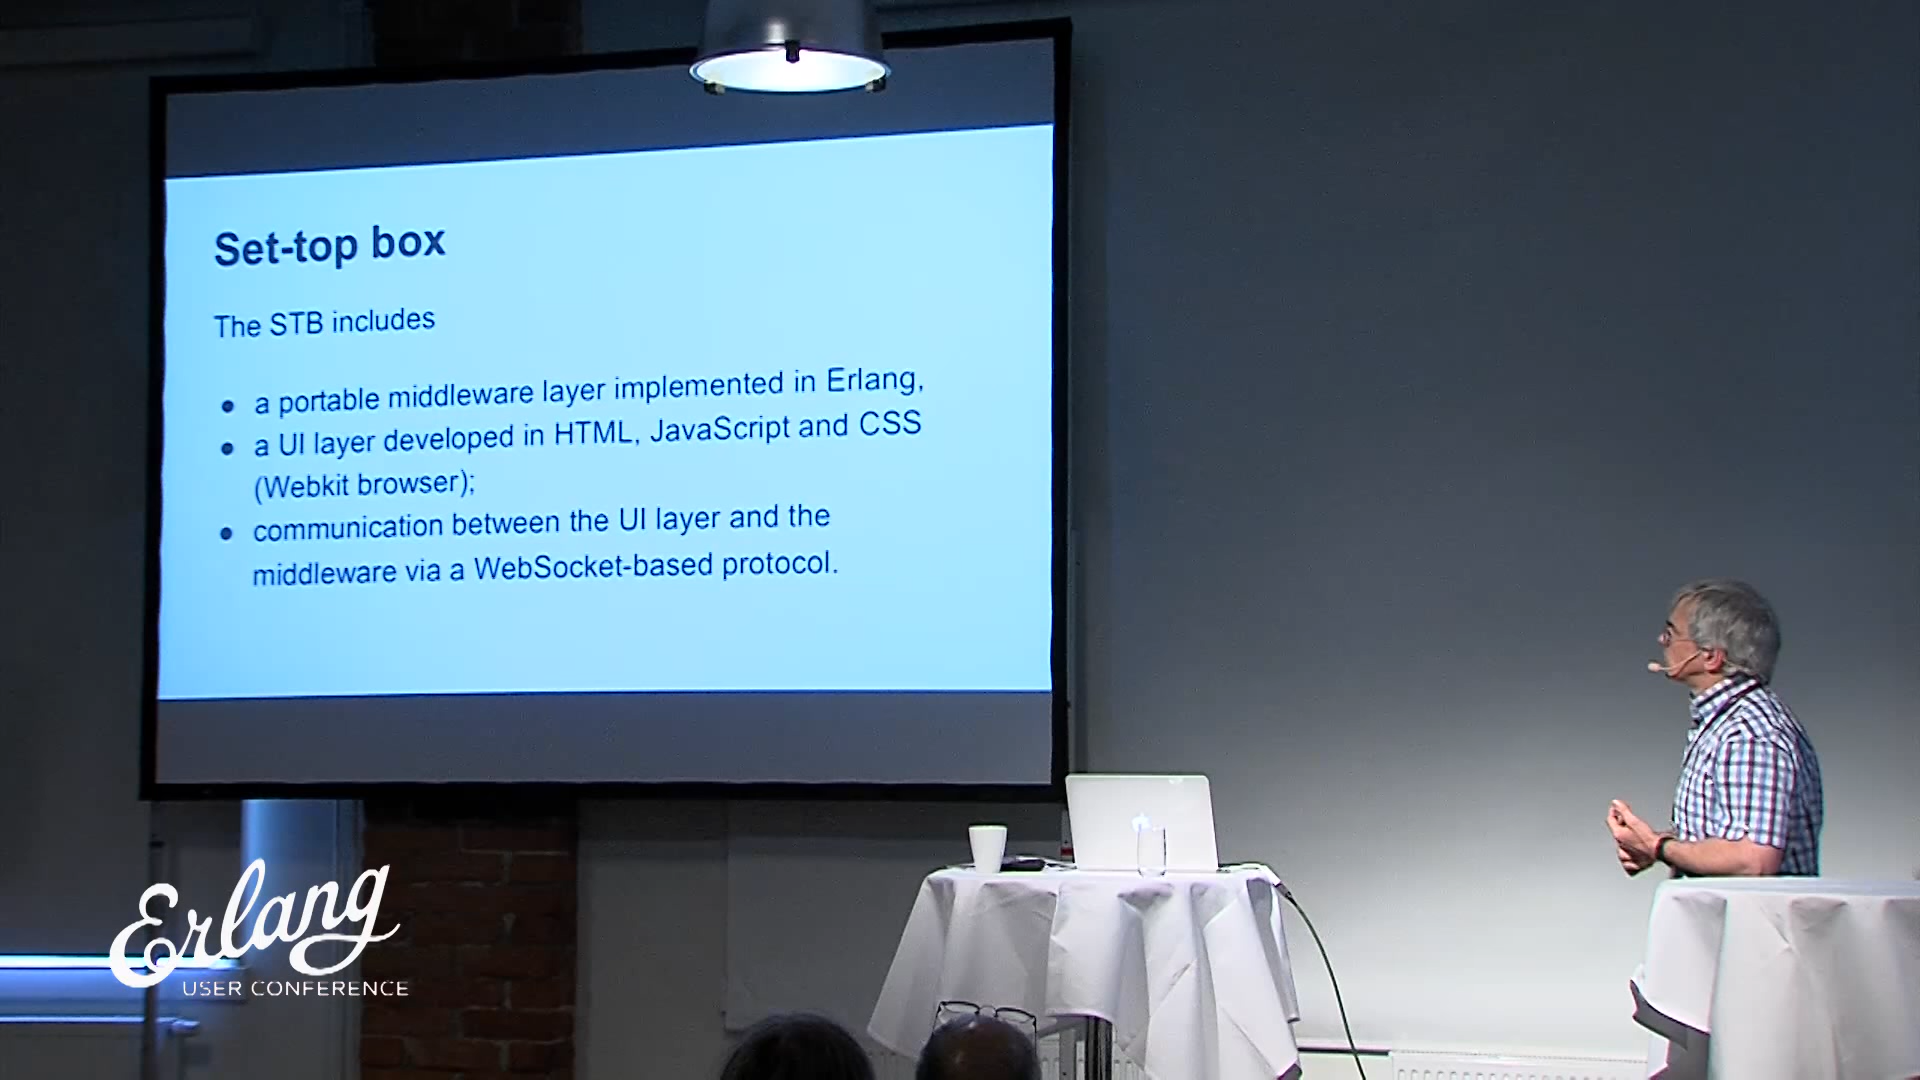 Set-top box
The STB includes
• a portable middleware layer implemented in Erlang,
• a UI layer developed in HTML, JavaScript and CSS
(Webkit browser);
• communication between the UI layer and the
middleware via a WebSocket-based protocol.
Erlang
USER CONFERENCE